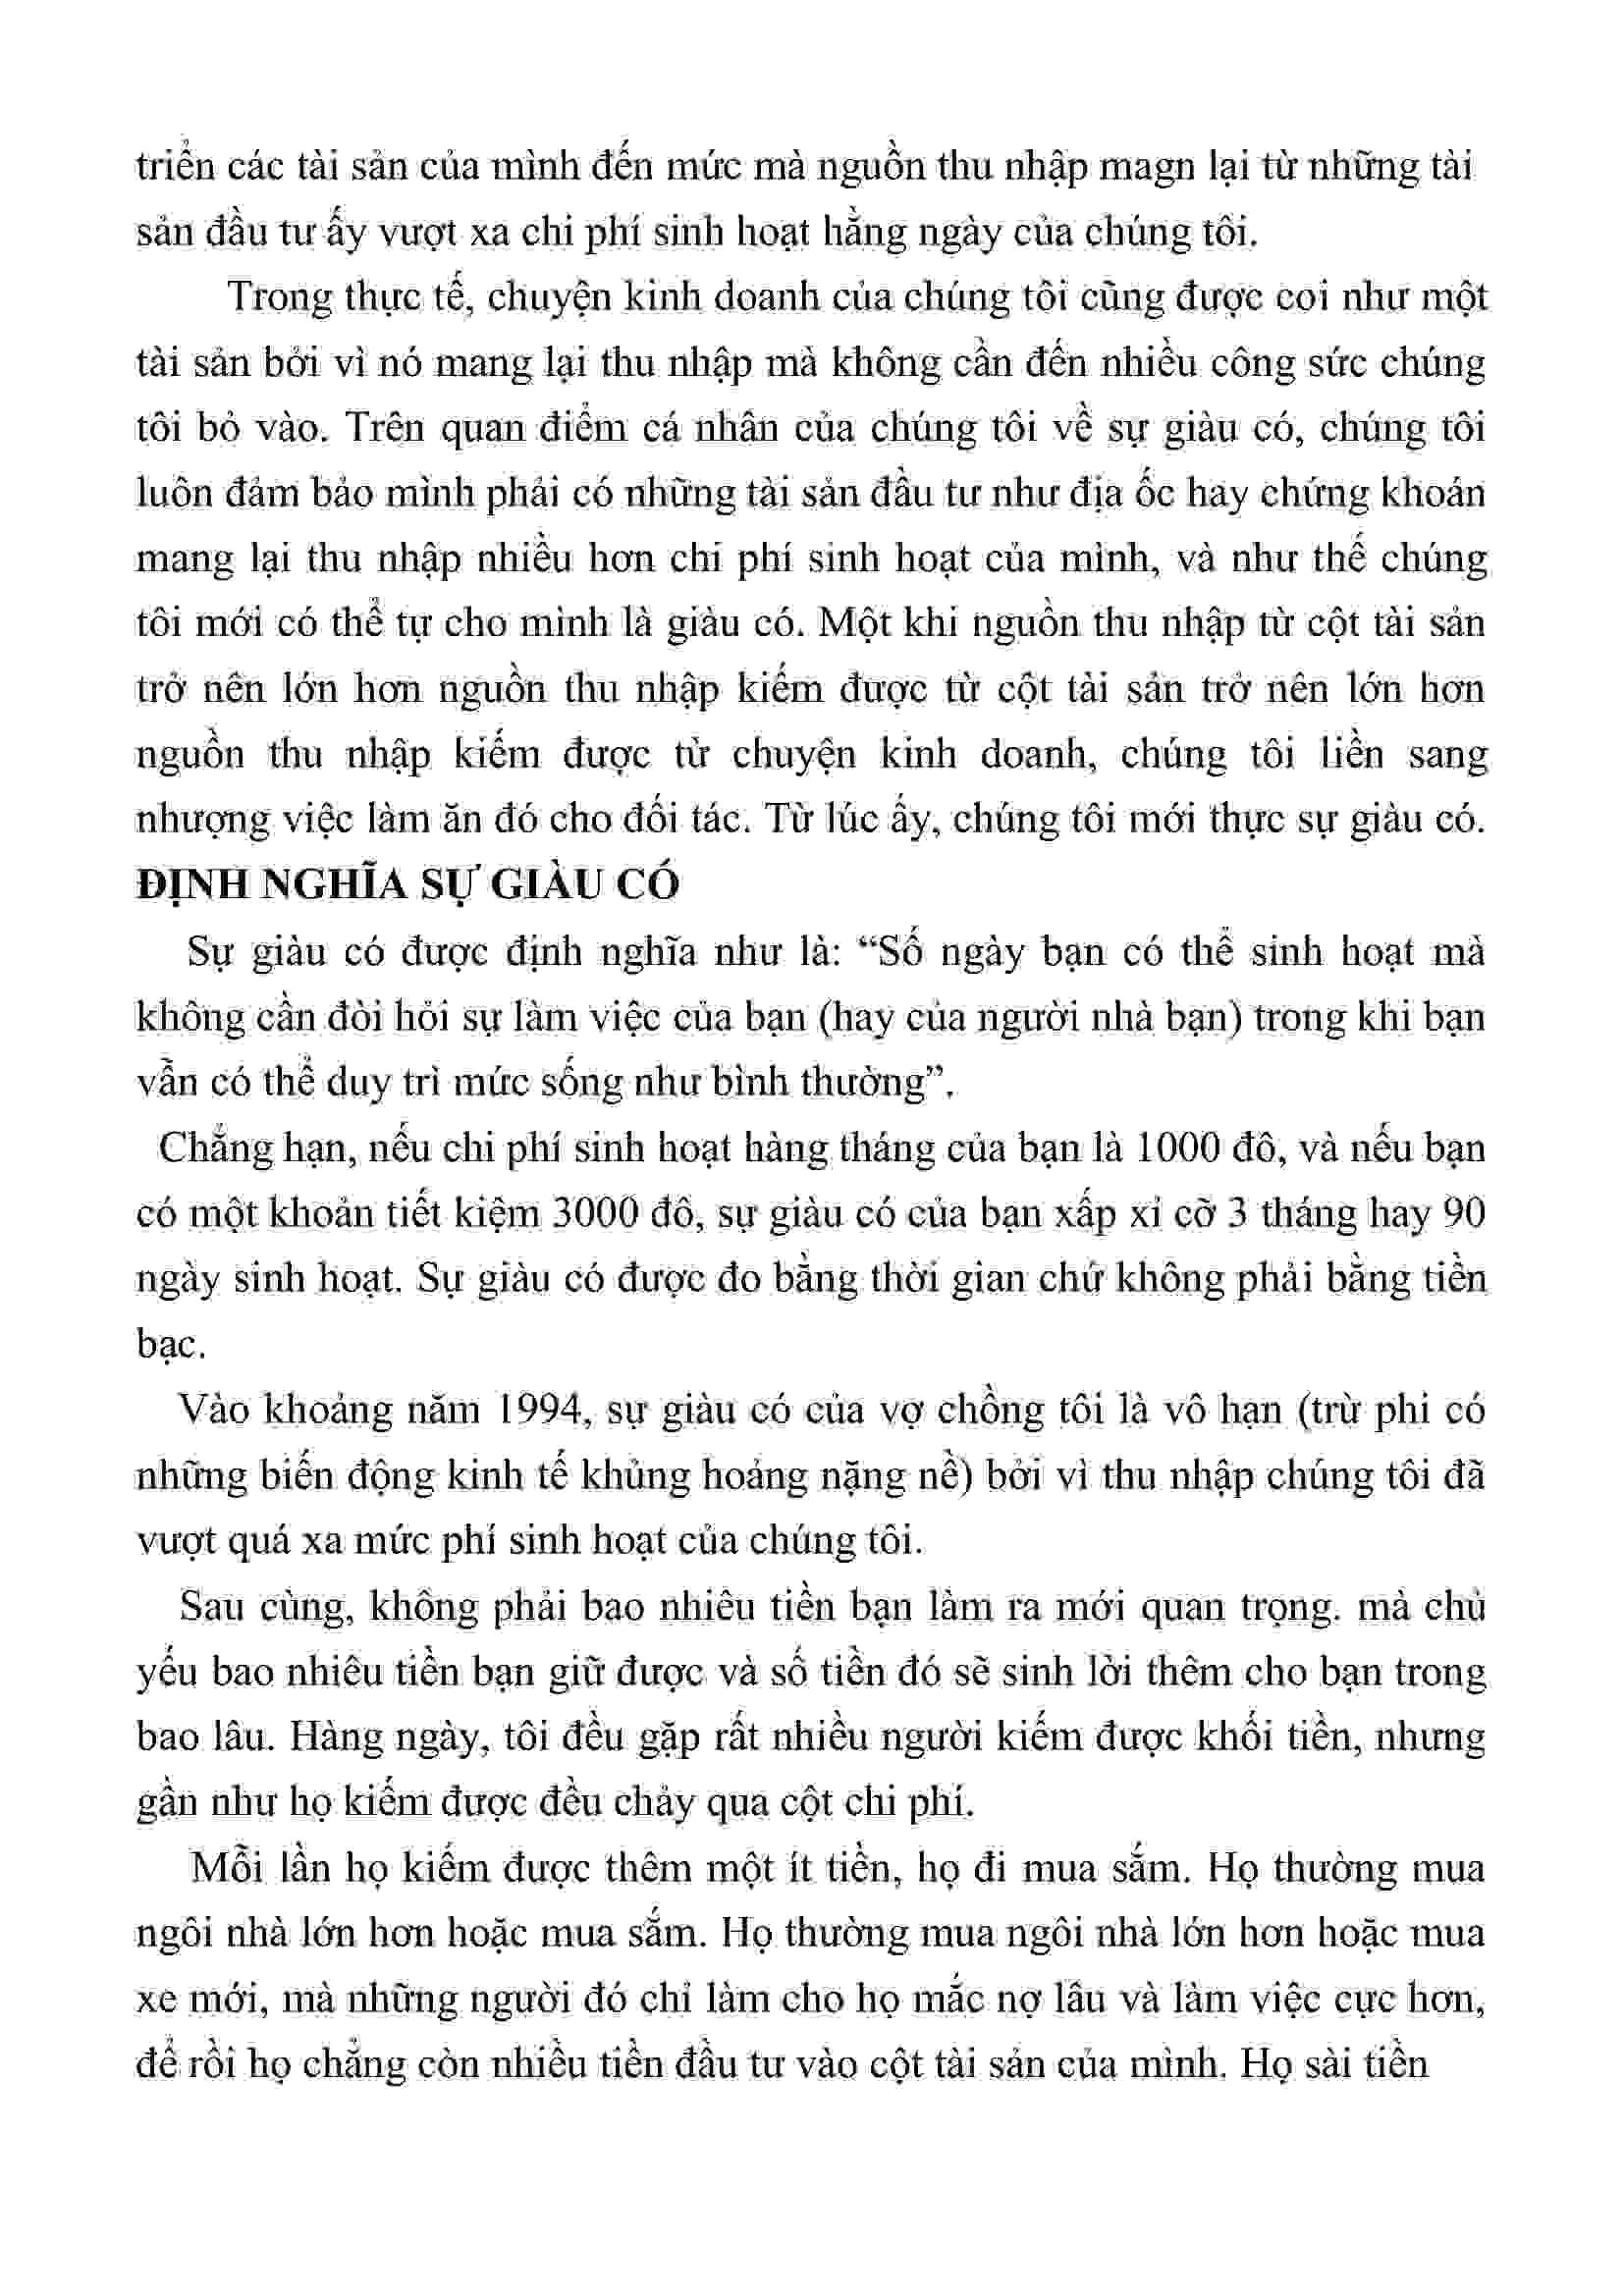 triển các tài sản của mình đến mức mà nguồn thu nhập magn lại từ những tài
sản đầu tư ấy vượt xa chi phí sinh hoạt hằng ngày của chúng tôi.
Trong thực tế, chuyện kinh doanh của chúng tôi cũng được coi như một
tài sản bởi vì nó mang lại thu nhập mà không cần đến nhiều công sức chúng
tôi bỏ vào. Trên quan điểm cá nhân của chúng tôi về sự giàu có, chúng tôi
luôn đảm bảo mình phải có những tài sản đầu tư như địa ốc hay chứng khoán
mang lại thu nhập nhiều hơn chi phí sinh hoạt của mình, và như thế chúng
tôi mới có thể tự cho mình là giàu có. Một khi nguồn thu nhập từ cột tài sản
trở nên lớn hơn nguồn thu nhập kiếm được từ cột tài sản trở nên lớn hơn
nguồn thu nhập kiếm được từ chuyện kinh doanh, chúng tôi liền sang
nhượng việc làm ăn đó cho đối tác. Từ lúc ấy, chúng tôi mới thực sự giàu có.
ĐỊNH NGHĨA SỰ GIÀU CÓ
Sự giàu có được định nghĩa như là: “Số ngày bạn có thể sinh hoạt mà
không cần đòi hỏi sự làm việc của bạn (hay của người nhà bạn) trong khi bạn
vẫn có thể duy trì mức sống như bình thường”.
Chẳng hạn, nếu chi phí sinh hoạt hàng tháng của bạn là 1000 đô, và nếu bạn
có một khoản tiết kiệm 3000 đô, sự giàu có của bạn xấp xỉ cỡ 3 tháng hay 90
ngày sinh hoạt. Sự giàu có được đo bằng thời gian chứ không phải bằng tiền
bạc.
Vào khoảng năm 1994, sự giàu có của vợ chồng tôi là vô hạn (trừ phi có
những biến động kinh tế khủng hoảng nặng nề) bởi vì thu nhập chúng tôi đã
vượt quá xa mức phí sinh hoạt của chúng tôi.
Sau cùng, không phải bao nhiêu tiền bạn làm ra mới quan trọng. mà chủ
yếu bao nhiêu tiền bạn giữ được và số tiền đó sẽ sinh lời thêm cho bạn trong
bao lâu. Hàng ngày, tôi đều gặp rất nhiều người kiếm được khối tiền, nhưng
gần như họ kiếm được đều chảy qua cột chi phí.
Mỗi lần họ kiếm được thêm một ít tiền, họ đi mua sắm. Họ thường mua
ngôi nhà lớn hơn hoặc mua sắm. Họ thường mua ngôi nhà lớn hơn hoặc mua
xe mới, mà những người đó chỉ làm cho họ mắc nợ lâu và làm việc cực hơn,
để rồi họ chẳng còn nhiều tiền đầu tư vào cột tài sản của mình. Họ sài tiền